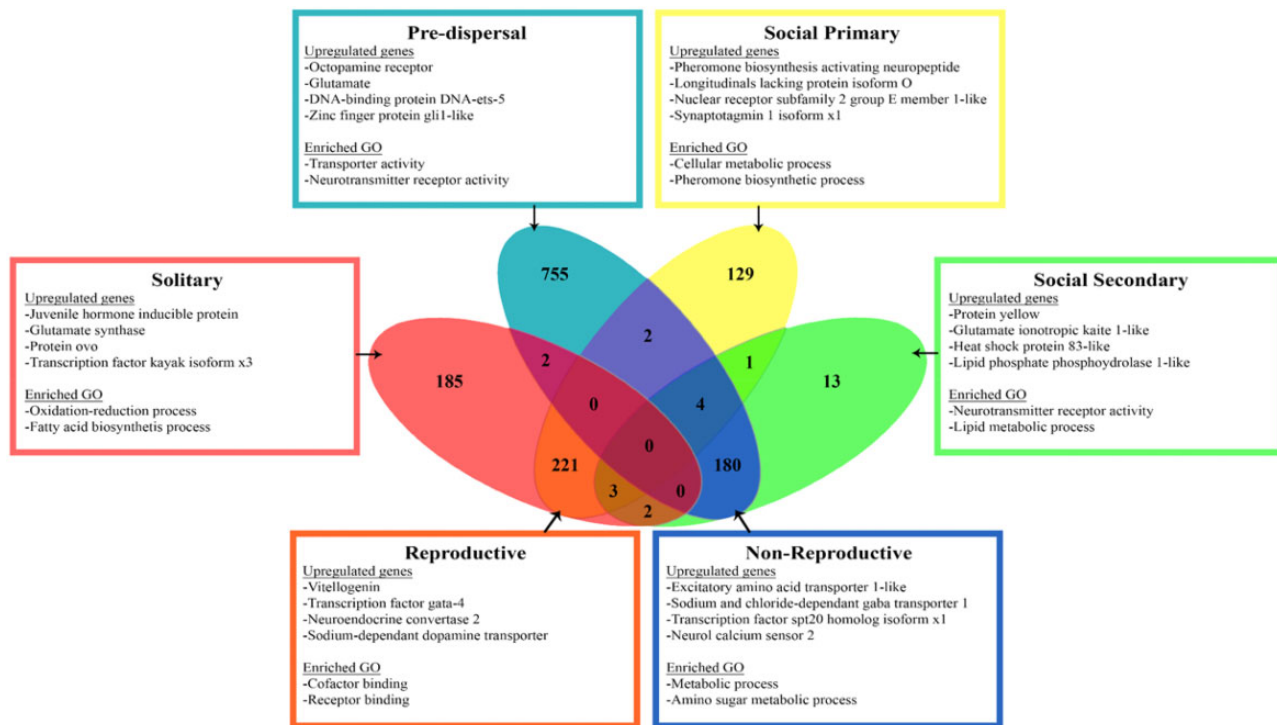 Pre-dispersal
Upregulated genes
-Octopamine receptor
-Glutamate
-DNA-binding protein DNA-ets-5
-Zinc finger protein gli1-like
Enriched GO
-Transporter activity
-Neurotransmitter receptor activity
Social Primary
Upregulated genes
-Pheromone biosynthesis activating neuropeptide
-Longitudinals lacking protein isoform O
-Nuclear receptor subfamily 2 group E member 1-like
-Synaptotagmin 1 isoform x1
Enriched GO
-Cellular metabolic process
-Pheromone biosynthetic process
Solitary
Upregulated genes
-Juvenile hormone inducible protein
-Glutamate synthase
-Protein ovo
-Transcription factor kayak isoform x3
Enriched GO
-Oxidation-reduction process
-Fatty acid biosynthetis process
755
129
2
2
1
185
13
0
4
0
221
180
3
0
2
Social Secondary
Upregulated genes
-Protein yellow
-Glutamate ionotropic kaite 1-like
-Heat shock protein 83-like
-Lipid phosphate phosphoydrolase 1-like
Enriched GO
-Neurotransmitter receptor activity
-Lipid metabolic process
Reproductive
Upregulated genes
-Vitellogenin
-Transcription factor gata-4
-Neuroendocrine convertase 2
-Sodium-dependant dopamine transporter
Enriched GO
-Cofactor binding
-Receptor binding
Non-Reproductive
Upregulated genes
-Excitatory amino acid transporter 1-like
-Sodium and chloride-dependant gaba transporter 1
-Transcription factor spt20 homolog isoform x1
-Neurol calcium sensor 2
Enriched GO
-Metabolic process
-Amino sugar metabolic process